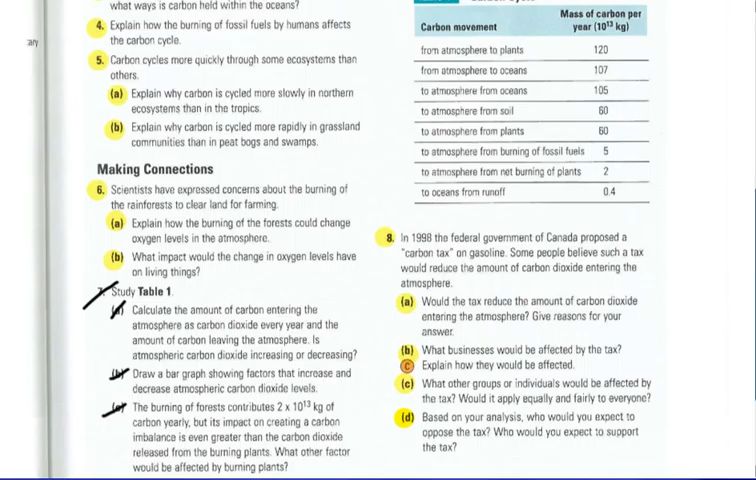 what ways is carbon held within the oceans?
4. Explain how the burning of fossil fuels by humans affects
the carbon cycle.
5. Carbon cycles more quickly through some ecosystems than
others.
(a) Explain why carbon is cycled more slowly in northern
ecosystems than in the tropics.
(b) Explain why carbon is cycled more rapidly in grassland
communities than in peat bogs and swamps.
Making Connections
6. Scientists have expressed concerns about the burning of
the rainforests to clear land for farming.
(a) Explain how the burning of the forests could change
oxygen levels in the atmosphere.
(b) What impact would the change in oxygen levels have
on living things?
7. Study Table 1.
(a) Calculate the amount of carbon entering the
atmosphere as carbon dioxide every year and the
amount of carbon leaving the atmosphere. Is
atmospheric carbon dioxide increasing or decreasing?
(b) Draw a bar graph showing factors that increase and
decrease atmospheric carbon dioxide levels.
(c) The burning of forests contributes 2 x 10¹³ kg of
carbon yearly, but its impact on creating a carbon
imbalance is even greater than the carbon dioxide
released from the burning plants. What other factor
would be affected by burning plants?
Carbon movement Mass of carbon per
year (10¹³ kg)
from atmosphere to plants 120
from atmosphere to oceans 107
to atmosphere from oceans 105
to atmosphere from soil 60
to atmosphere from plants 60
to atmosphere from burning of fossil fuels 5
to atmosphere from net burning of plants 2
to oceans from runoff 0.4
8. In 1998 the federal government of Canada proposed a
"carbon tax" on gasoline. Some people believe such a tax
would reduce the amount of carbon dioxide entering the
atmosphere.
(a) Would the tax reduce the amount of carbon dioxide
entering the atmosphere? Give reasons for your
answer.
(b) What businesses would be affected by the tax?
C Explain how they would be affected.
(c) What other groups or individuals would be affected by
the tax? Would it apply equally and fairly to everyone?
(d) Based on your analysis, who would you expect to
oppose the tax? Who would you expect to support
the tax?